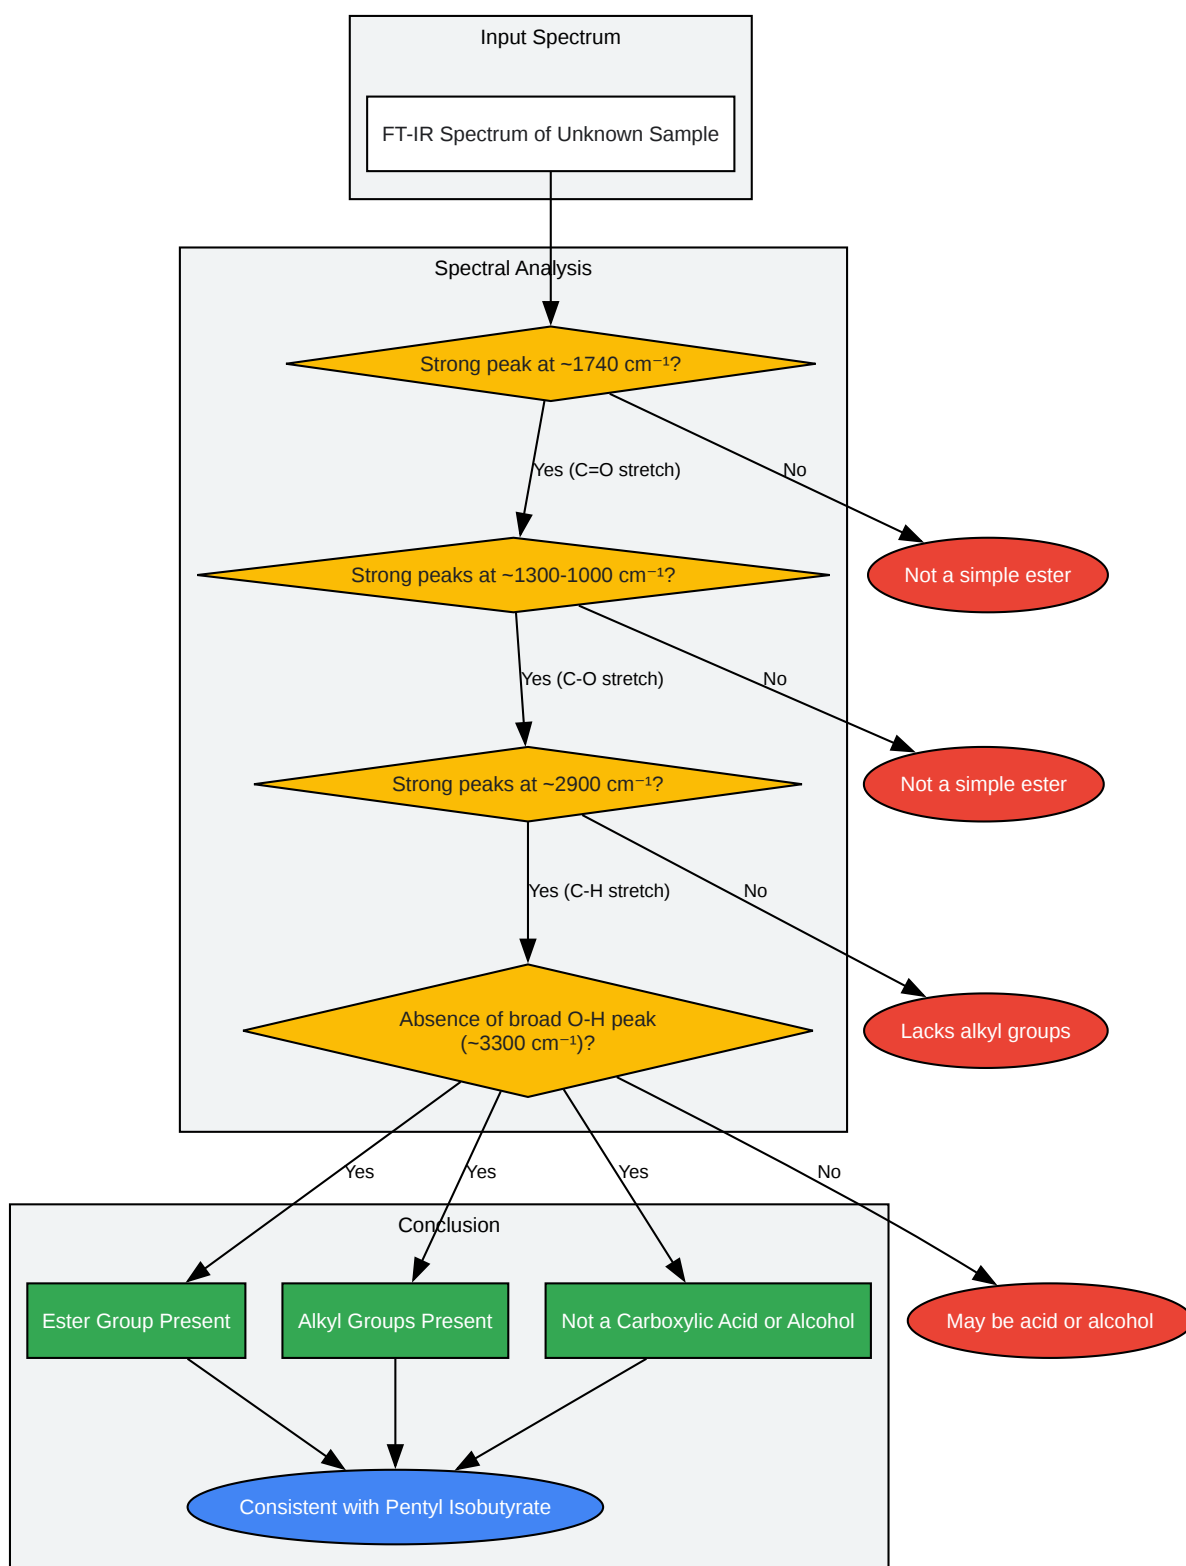 Input Spectrum
FT-IR Spectrum of Unknown Sample
Spectral Analysis
Strong peak at ~1740 cm⁻¹?
Yes (C=O stretch)
No
Strong peaks at ~1300-1000 cm⁻¹?
Not a simple ester
Yes (C-O stretch)
No
Strong peaks at ~2900 cm⁻¹?
Not a simple ester
Yes (C-H stretch)
No
Absence of broad O-H peak
(~3300 cm⁻¹)?
Lacks alkyl groups
Yes
Yes
Yes
No
Conclusion
Ester Group Present
Alkyl Groups Present
Not a Carboxylic Acid or Alcohol
May be acid or alcohol
Consistent with Pentyl Isobutyrate